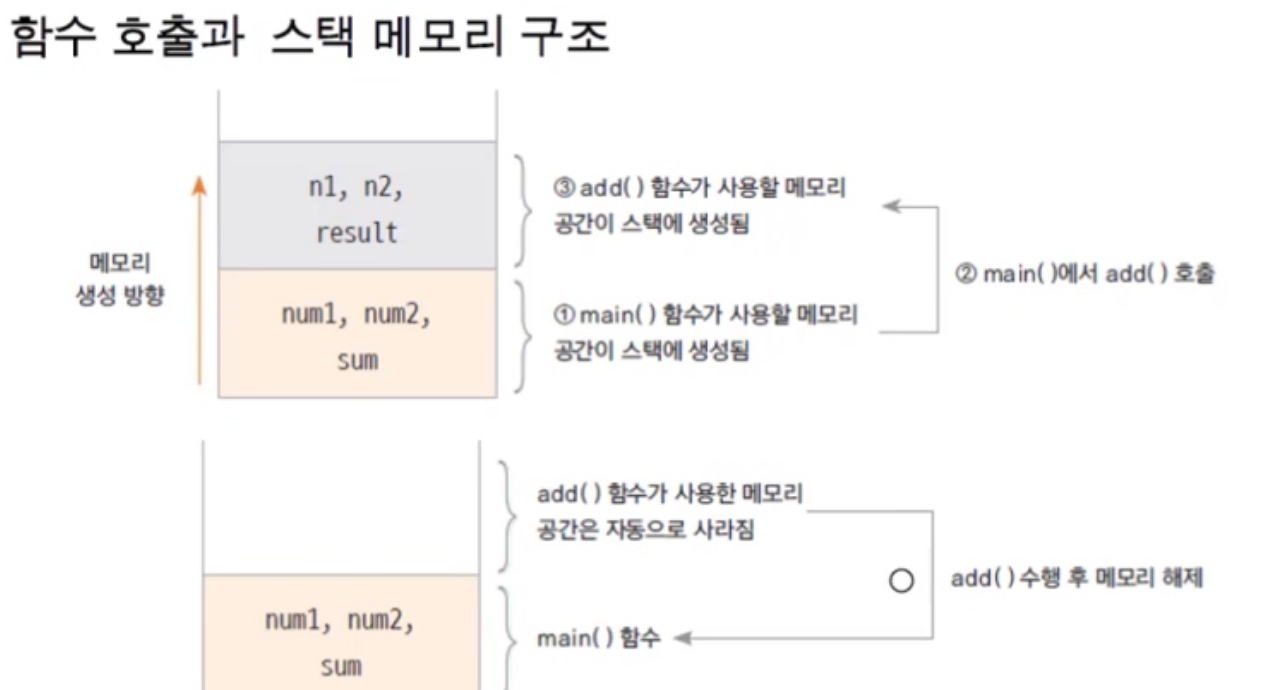 함수 호출과 스택 메모리 구조
n1, n2,
result
③ add( ) 함수가 사용할 메모리
공간이 스택에 생성됨
메모리
생성 방향
② main( )에서 add( ) 호출
num1, num2,
sum
① main( ) 함수가 사용할 메모리
공간이 스택에 생성됨
add( ) 함수가 사용한 메모리
공간은 자동으로 사라짐
add( ) 수행 후 메모리 해제
num1, num2,
sum
main( ) 함수